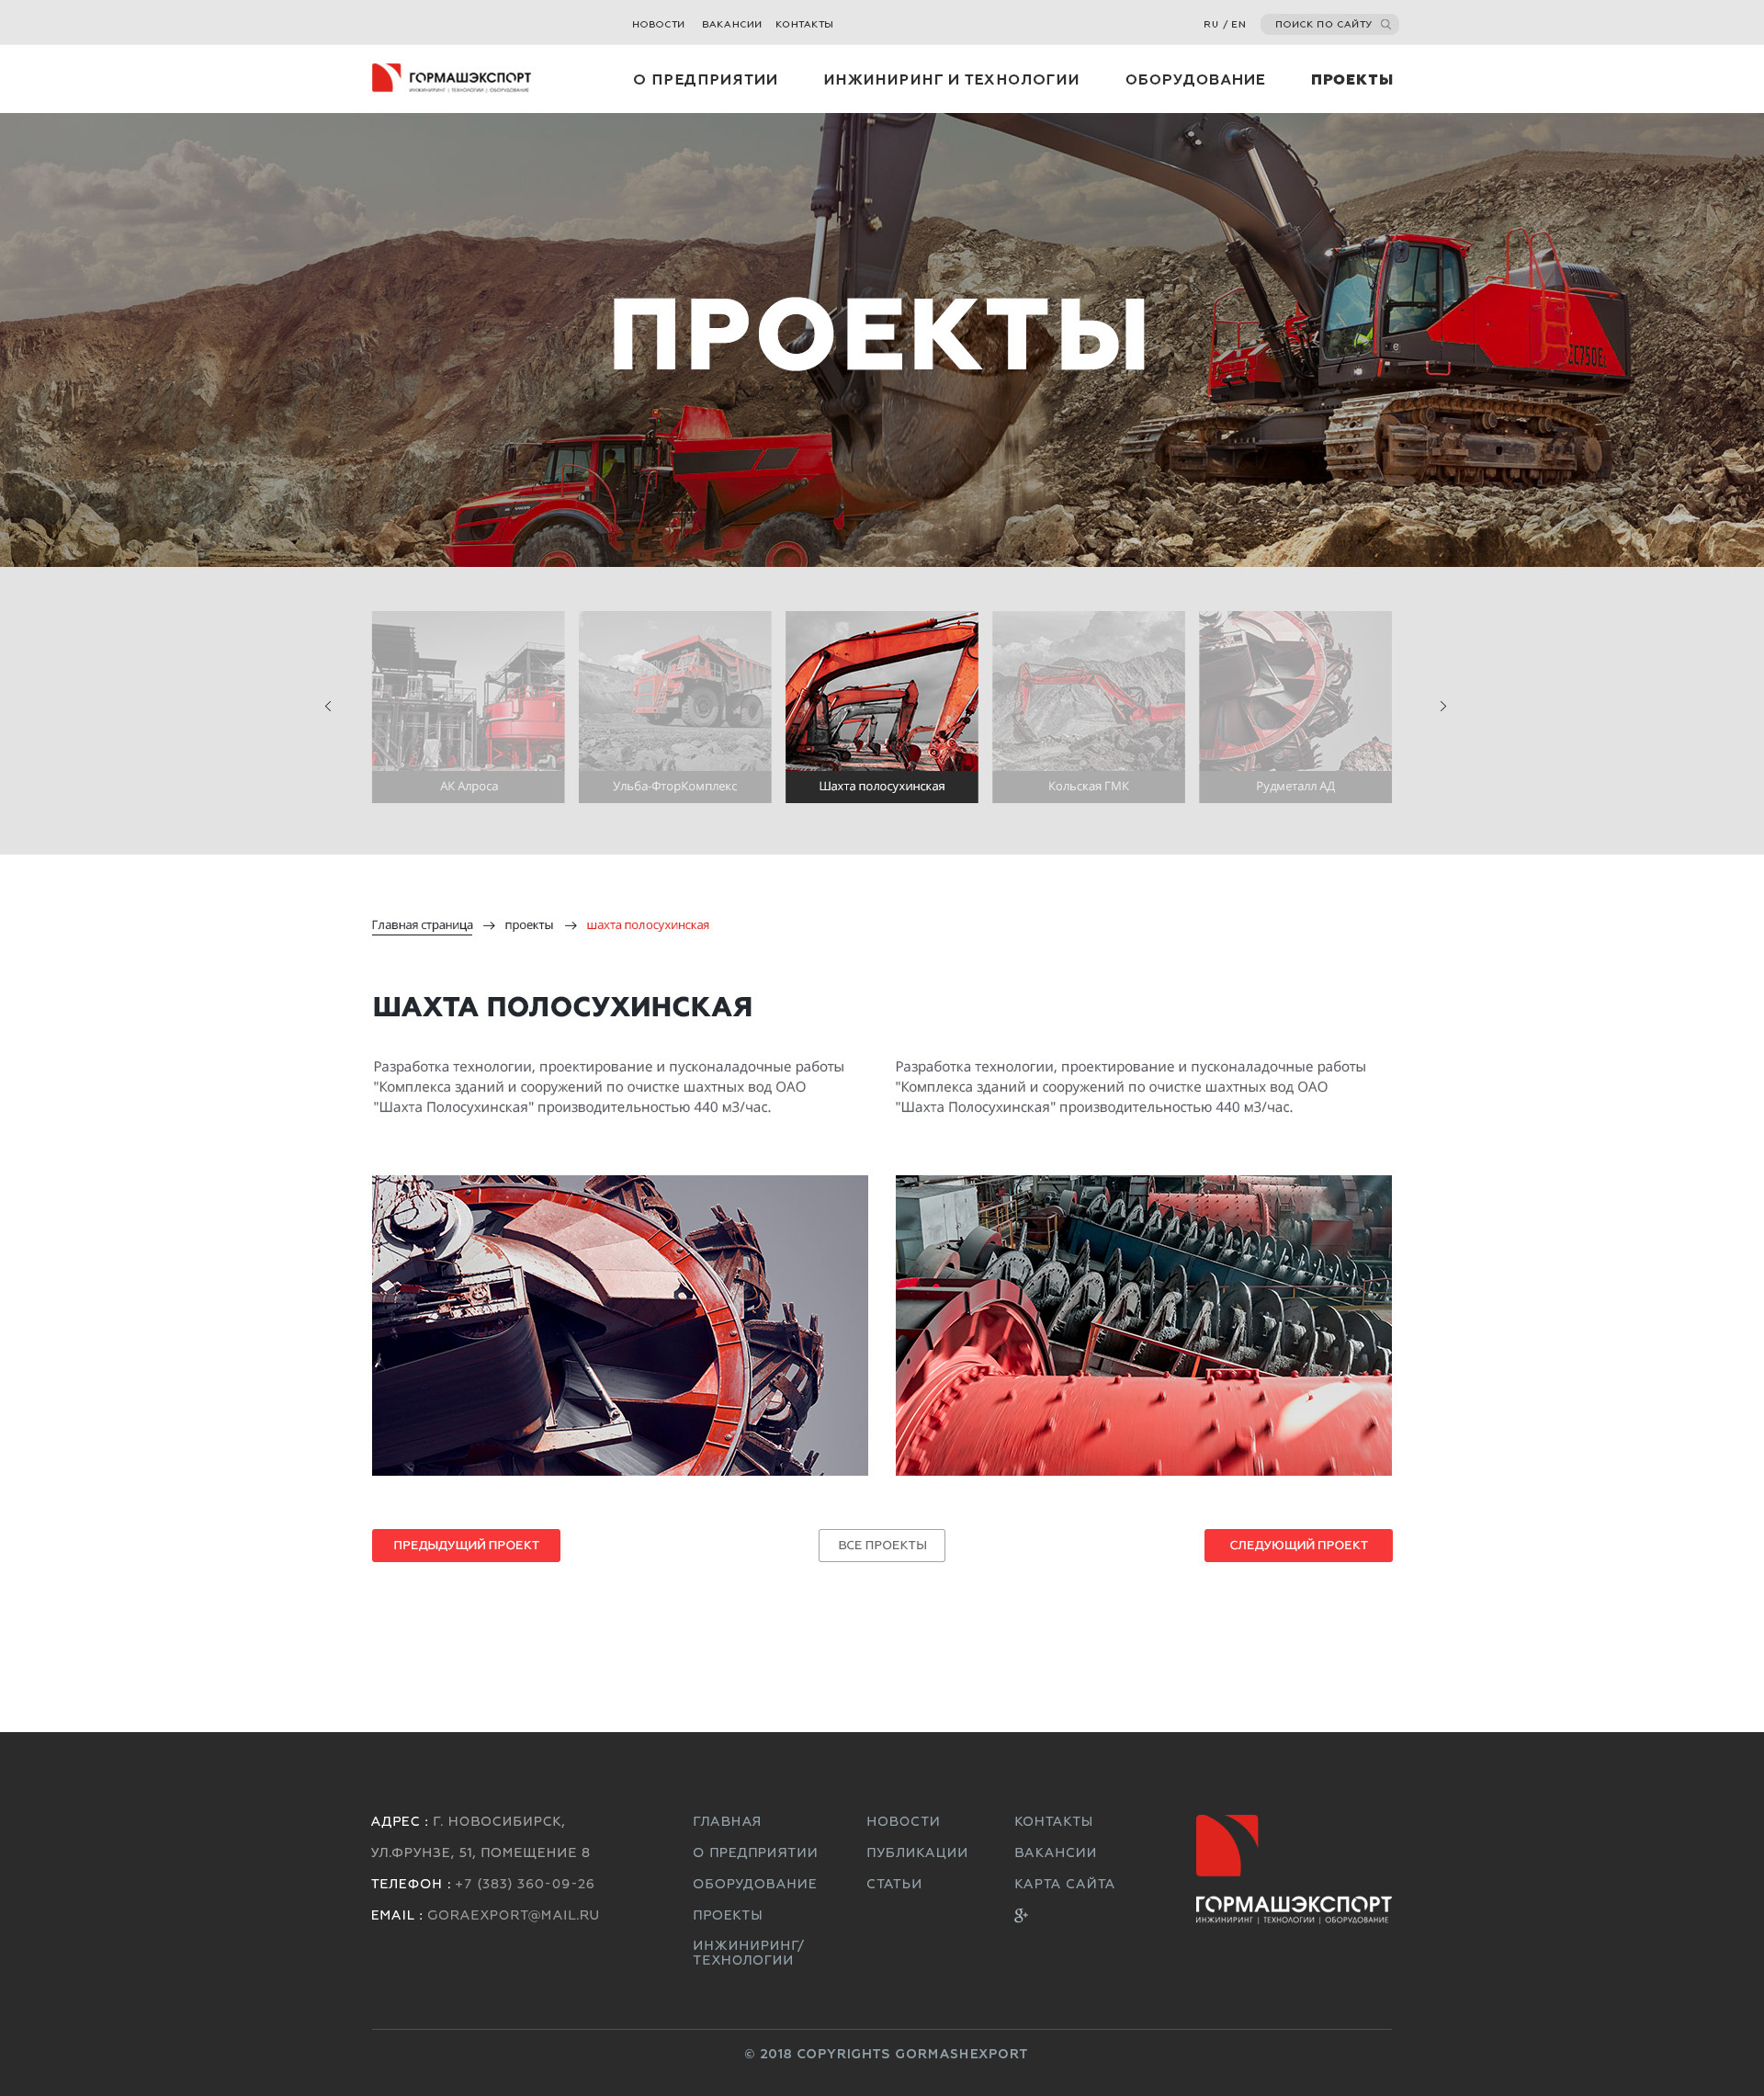 НОВОСТИ ВАКАНСИИ КОНТАКТЫ RU / EN ПОИСК ПО САЙТУ
ГОРМАШЭКСПОРТ
ИНЖИНИРИНГ | ТЕХНОЛОГИИ | ОБОРУДОВАНИЕ
О ПРЕДПРИЯТИИ ИНЖИНИРИНГ И ТЕХНОЛОГИИ ОБОРУДОВАНИЕ ПРОЕКТЫ
ПРОЕКТЫ
АК Алроса Ульба-ФторКомплекс Шахта полосухинская Кольская ГМК Рудметалл АД
Главная страница → проекты → шахта полосухинская
ШАХТА ПОЛОСУХИНСКАЯ
Разработка технологии, проектирование и пусконаладочные работы
"Комплекса зданий и сооружений по очистке шахтных вод ОАО
"Шахта Полосухинская" производительностью 440 м3/час.
Разработка технологии, проектирование и пусконаладочные работы
"Комплекса зданий и сооружений по очистке шахтных вод ОАО
"Шахта Полосухинская" производительностью 440 м3/час.
ПРЕДЫДУЩИЙ ПРОЕКТ ВСЕ ПРОЕКТЫ СЛЕДУЮЩИЙ ПРОЕКТ
АДРЕС : Г. НОВОСИБИРСК,
УЛ.ФРУНЗЕ, 51, ПОМЕЩЕНИЕ 8
ТЕЛЕФОН : +7 (383) 360-09-26
EMAIL : GORAEXPORT@MAIL.RU
ГЛАВНАЯ
О ПРЕДПРИЯТИИ
ОБОРУДОВАНИЕ
ПРОЕКТЫ
ИНЖИНИРИНГ/
ТЕХНОЛОГИИ
НОВОСТИ
ПУБЛИКАЦИИ
СТАТЬИ
КОНТАКТЫ
ВАКАНСИИ
КАРТА САЙТА
g+
ГОРМАШЭКСПОРТ
ИНЖИНИРИНГ | ТЕХНОЛОГИИ | ОБОРУДОВАНИЕ
© 2018 COPYRIGHTS GORMASHEXPORT